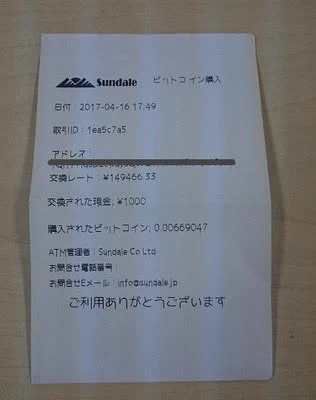 Sundale ビットコイン購入
日付：2017-04-16 17:49
取引ID：1ea5c7a5
アドレス：
交換レート：¥149466.33
交換された現金; ¥1000
購入されたビットコイン; 0.00669047
ATM管理者：Sundale Co Ltd.
お問合せ電話番号：
お問合せEメール：info@sundale.jp
ご利用ありがとうございます